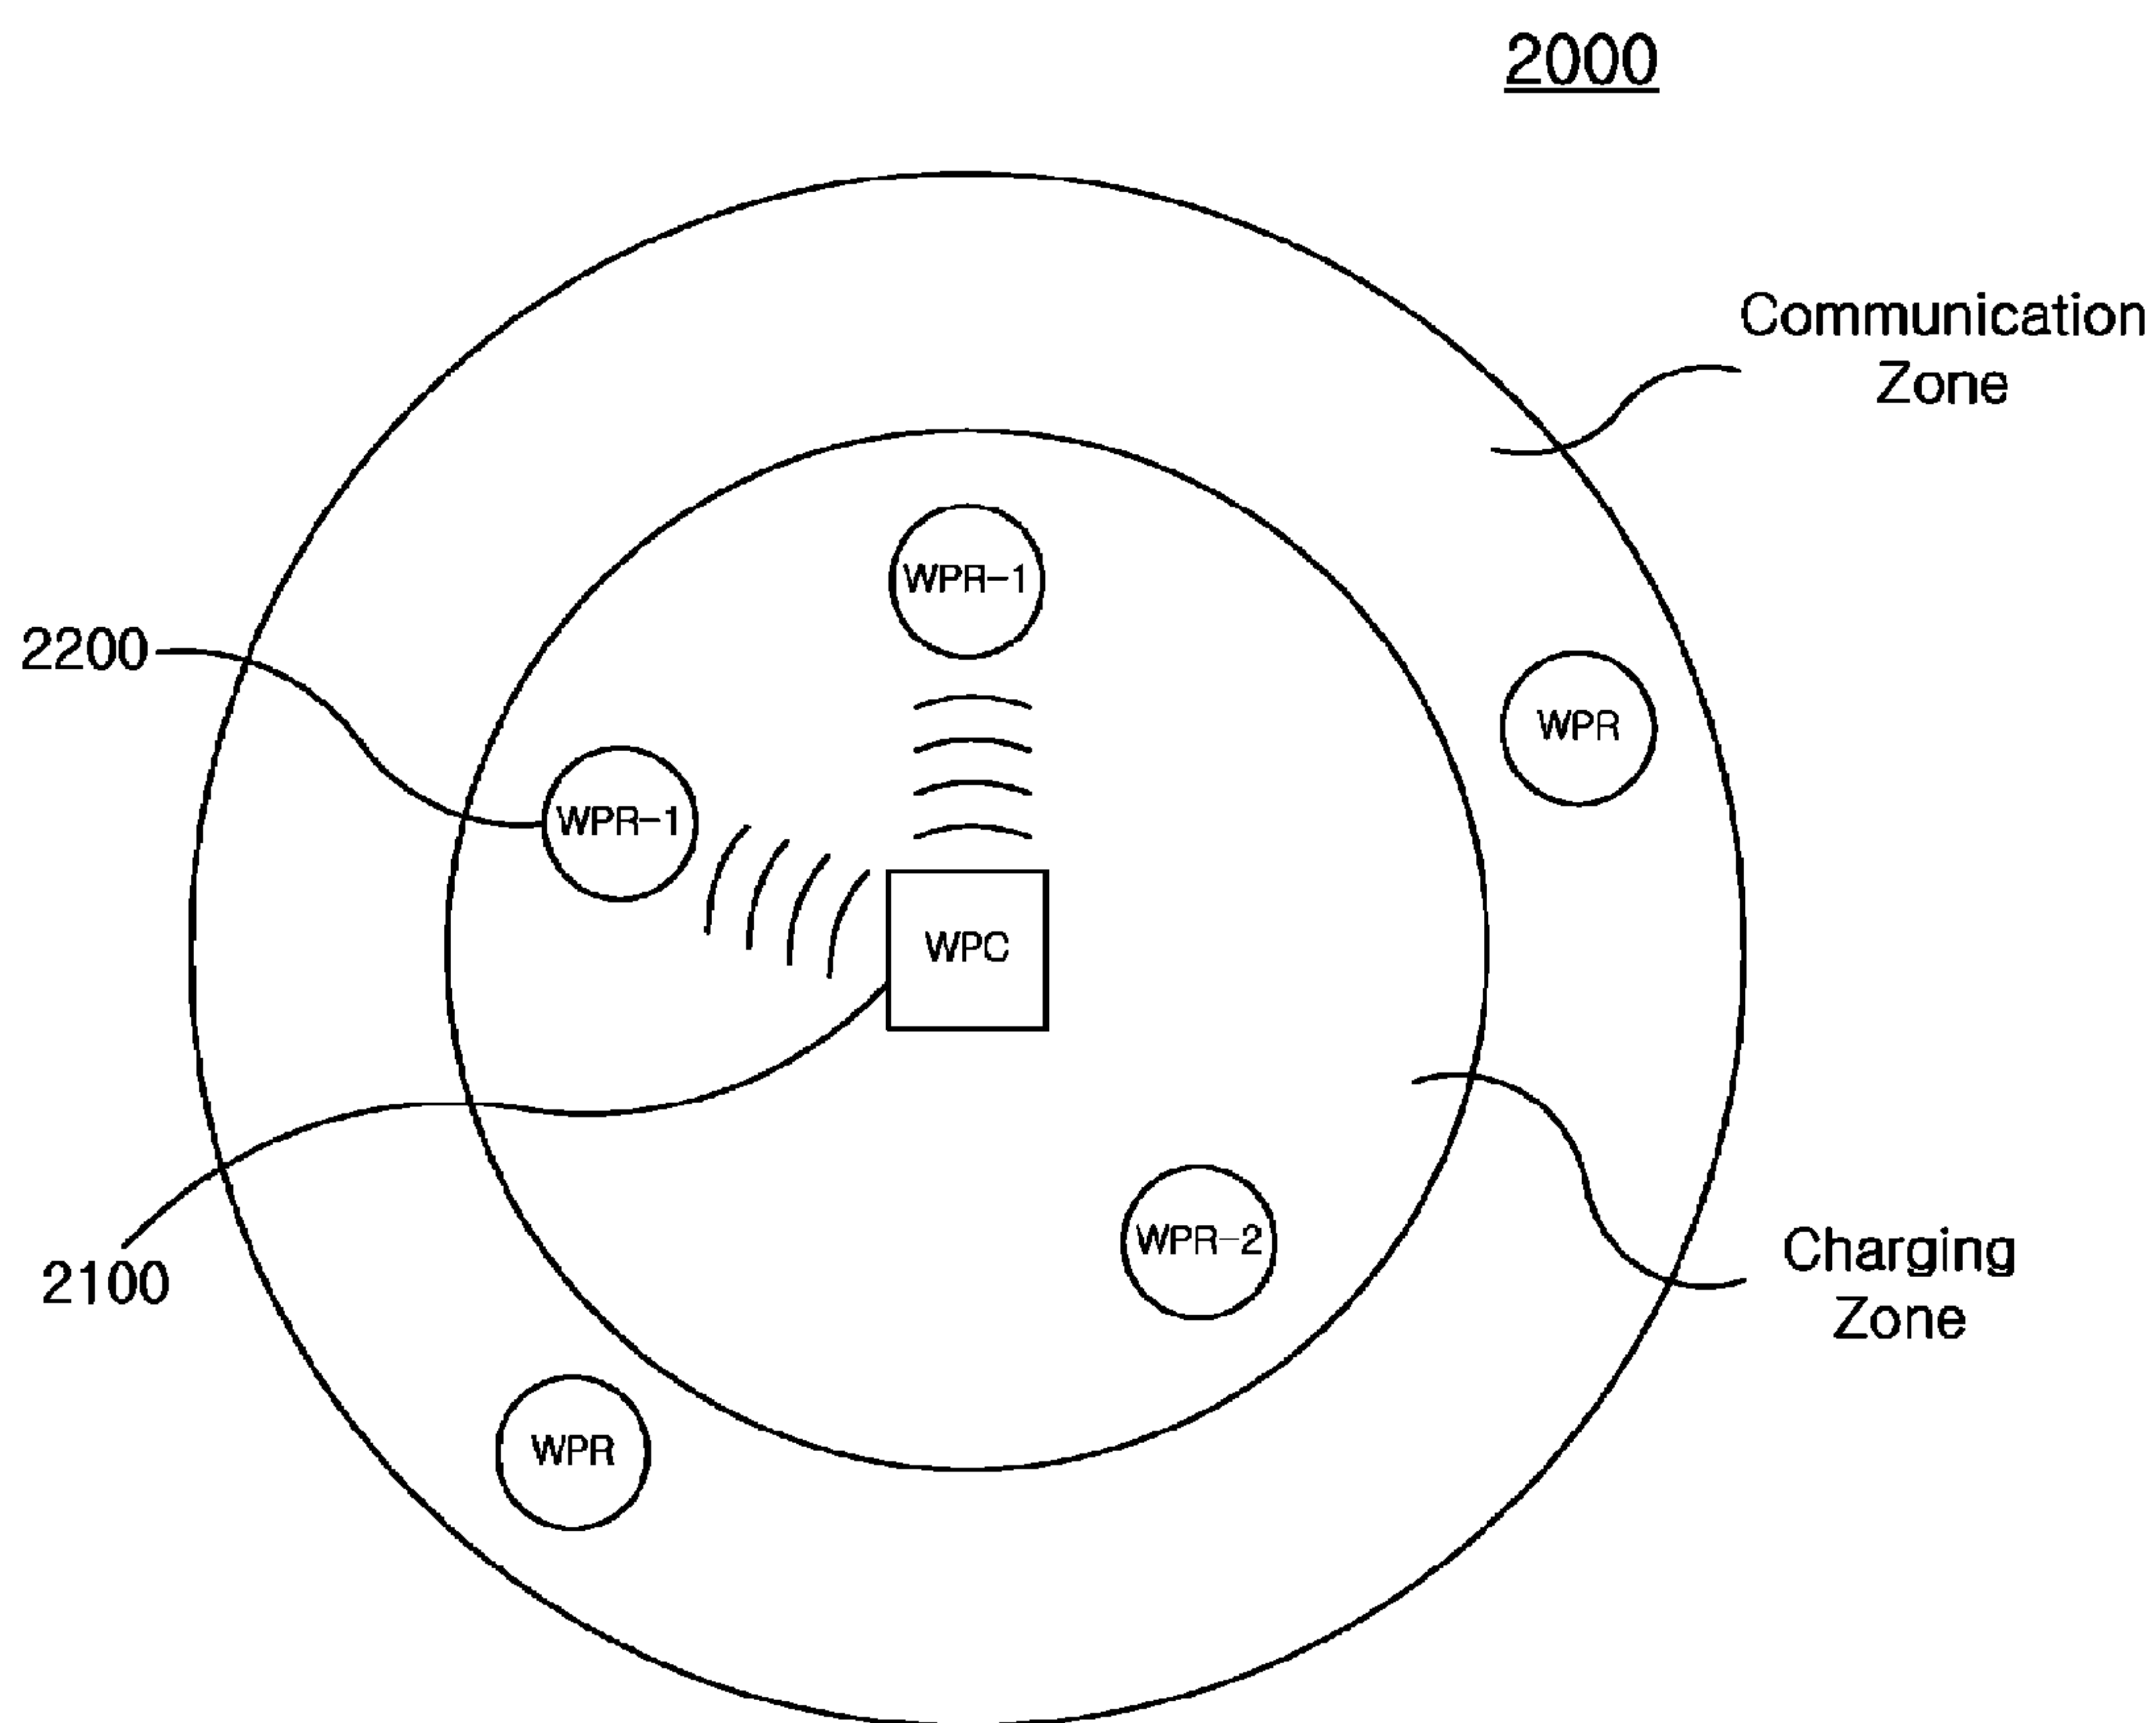 2000
Communication
Zone
WPR-1
2200
WPR
WPR-1
WPC
WPR-2
Charging
Zone
2100
WPR